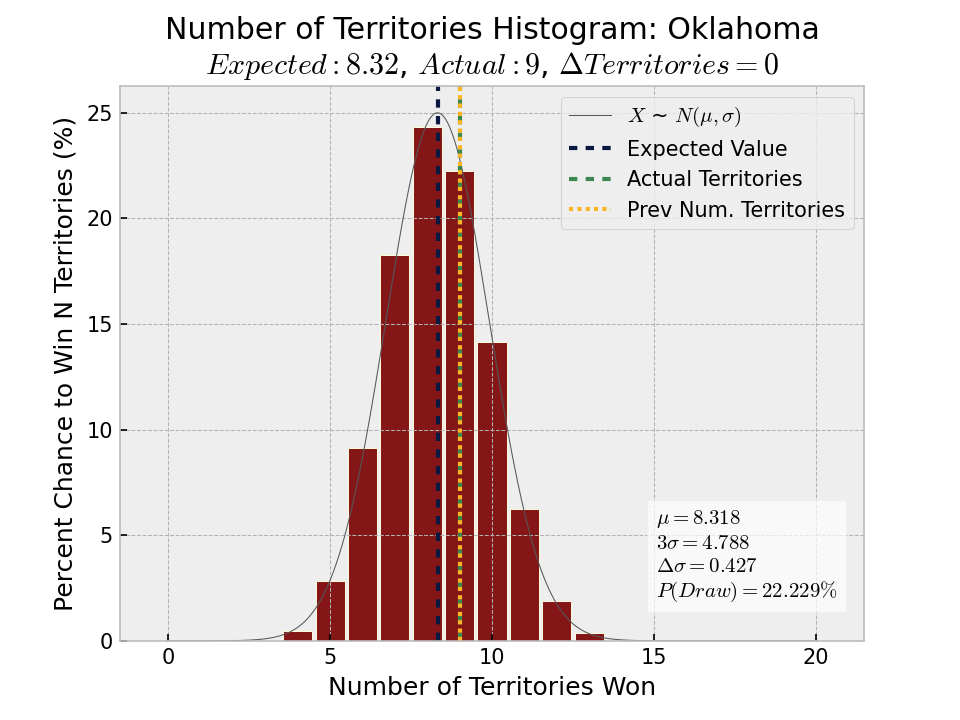 Number of Territories Histogram: Oklahoma
Expected : 8.32, Actual : 9, ΔTerritories = 0
Percent Chance to Win N Territories (%)
25
20
15
10
5
0
X ~ N(μ, σ)
Expected Value
Actual Territories
Prev Num. Territories
μ = 8.318
3σ = 4.788
Δσ = 0.427
P(Draw) = 22.229%
0 5 10 15 20
Number of Territories Won